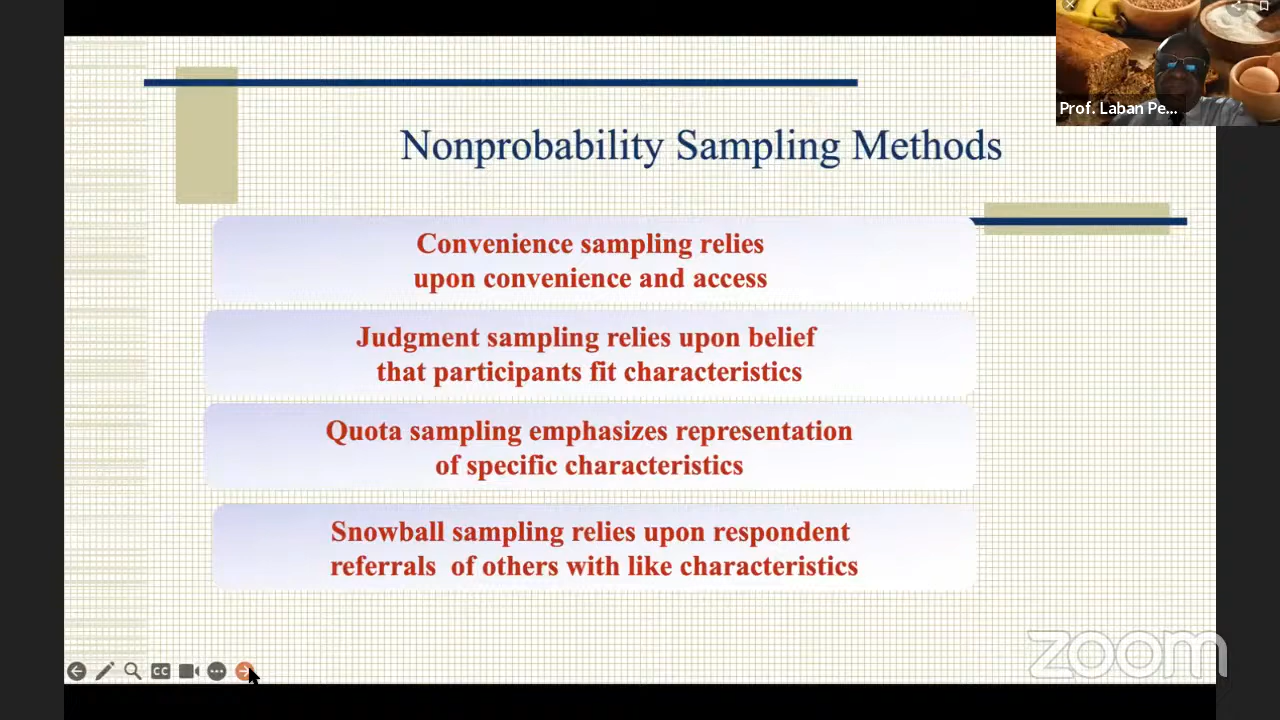 Prof. Laban Pe...
Nonprobability Sampling Methods
Convenience sampling relies
upon convenience and access
Judgment sampling relies upon belief
that participants fit characteristics
Quota sampling emphasizes representation
of specific characteristics
Snowball sampling relies upon respondent
referrals of others with like characteristics
CC
zoom